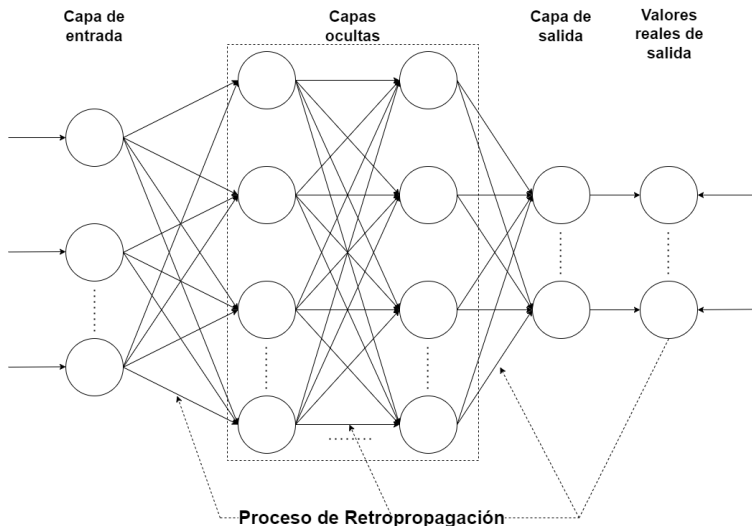 Capa de
entrada
Capas
ocultas
Capa de
salida
Valores
reales de
salida
Proceso de Retropropagación